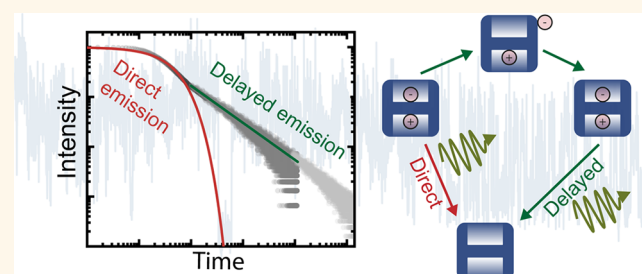 Intensity
Direct
emission
Delayed emission
Time
-
+
-
+
-
+
Direct
Delayed